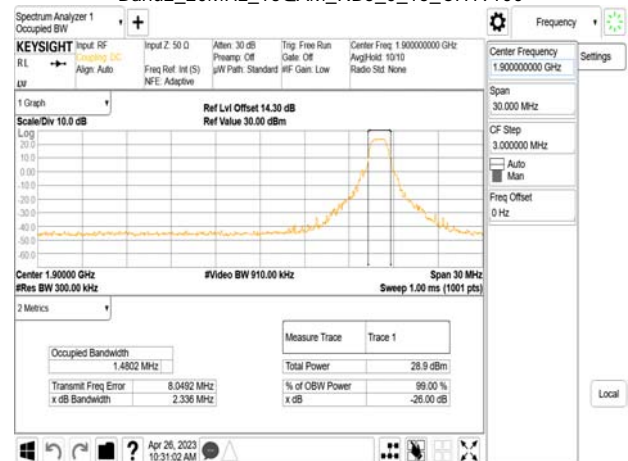 Spectrum Analyzer 1
Occupied BW
Frequency
KEYSIGHT
Input: RF
Coupling: DC
Align: Auto
RL
Input Z: 50 Ω
Freq Ref: Int (S)
NFE: Adaptive
Atten: 30 dB
Preamp: Off
µW Path: Standard
Trig: Free Run
Gate: Off
#IF Gain: Low
Center Freq: 1.900000000 GHz
Avg|Hold: 10/10
Radio Std: None
Center Frequency
1.900000000 GHz
Settings
Span
30.000 MHz
CF Step
3.000000 MHz
Auto
Man
Freq Offset
0 Hz
1 Graph
Scale/Div 10.0 dB
Ref Lvl Offset 14.30 dB
Ref Value 30.00 dBm
Log
20.0
10.0
0.00
-10.0
-20.0
-30.0
-40.0
-50.0
-60.0
Center 1.90000 GHz
#Video BW 910.00 kHz
Span 30 MHz
#Res BW 300.00 kHz
Sweep 1.00 ms (1001 pts)
2 Metrics
Measure Trace
Trace 1
Occupied Bandwidth
1.4802 MHz
Total Power
28.9 dBm
Transmit Freq Error
8.0492 MHz
% of OBW Power
99.00 %
x dB Bandwidth
2.336 MHz
x dB
-26.00 dB
Local
?
Apr 26, 2023
10:31:02 AM